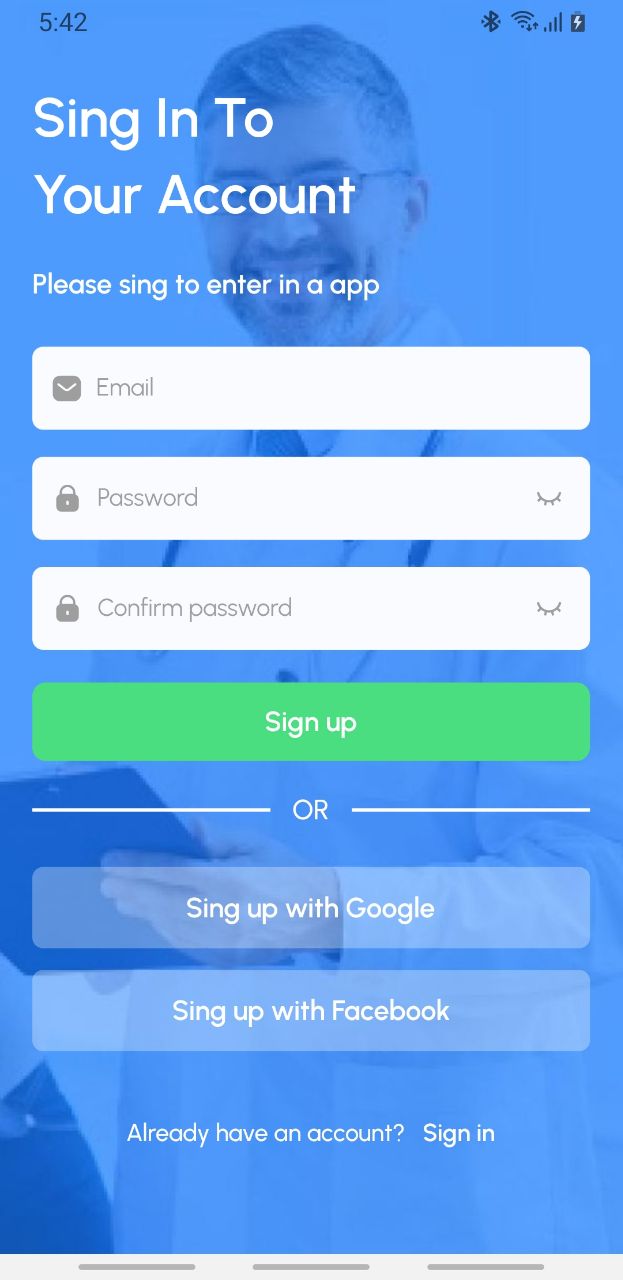 5:42
Sing In To
Your Account
Please sing to enter in a app
Email
Password
Confirm password
Sign up
OR
Sing up with Google
Sing up with Facebook
Already have an account? Sign in